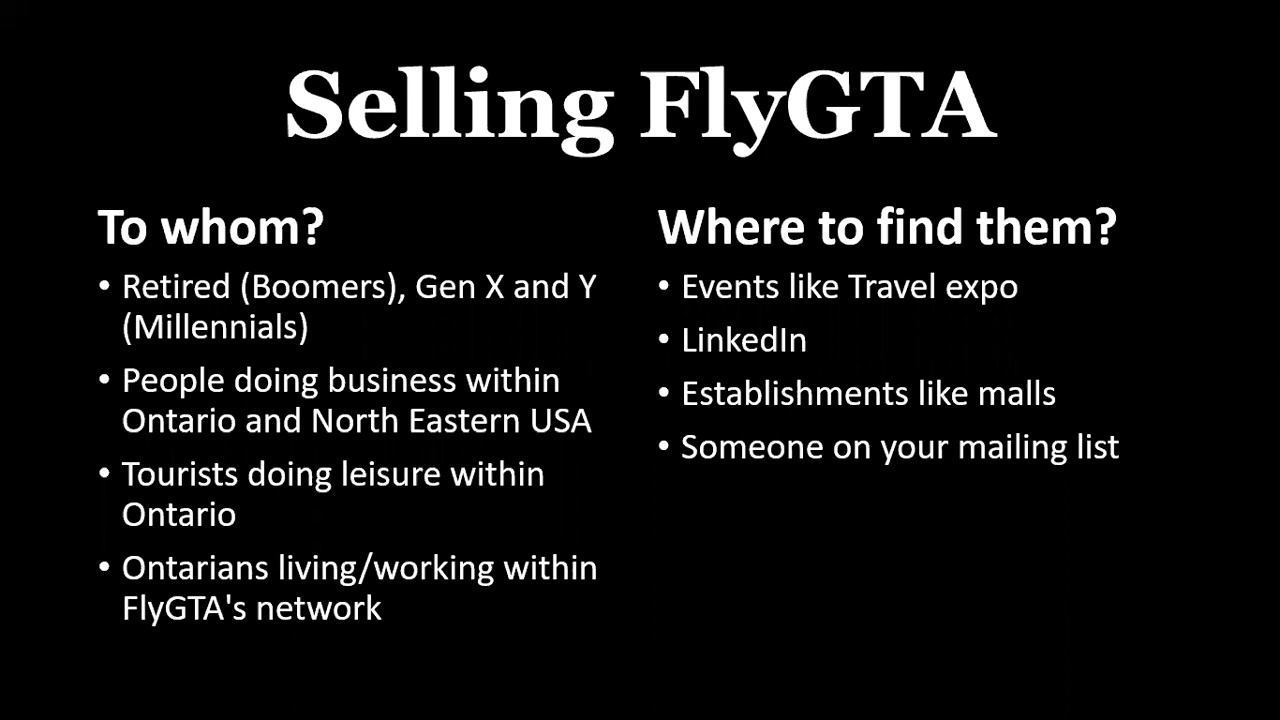 Selling FlyGTA
To whom?
• Retired (Boomers), Gen X and Y
(Millennials)
• People doing business within
Ontario and North Eastern USA
• Tourists doing leisure within
Ontario
• Ontarians living/working within
FlyGTA's network
Where to find them?
• Events like Travel expo
• LinkedIn
• Establishments like malls
• Someone on your mailing list